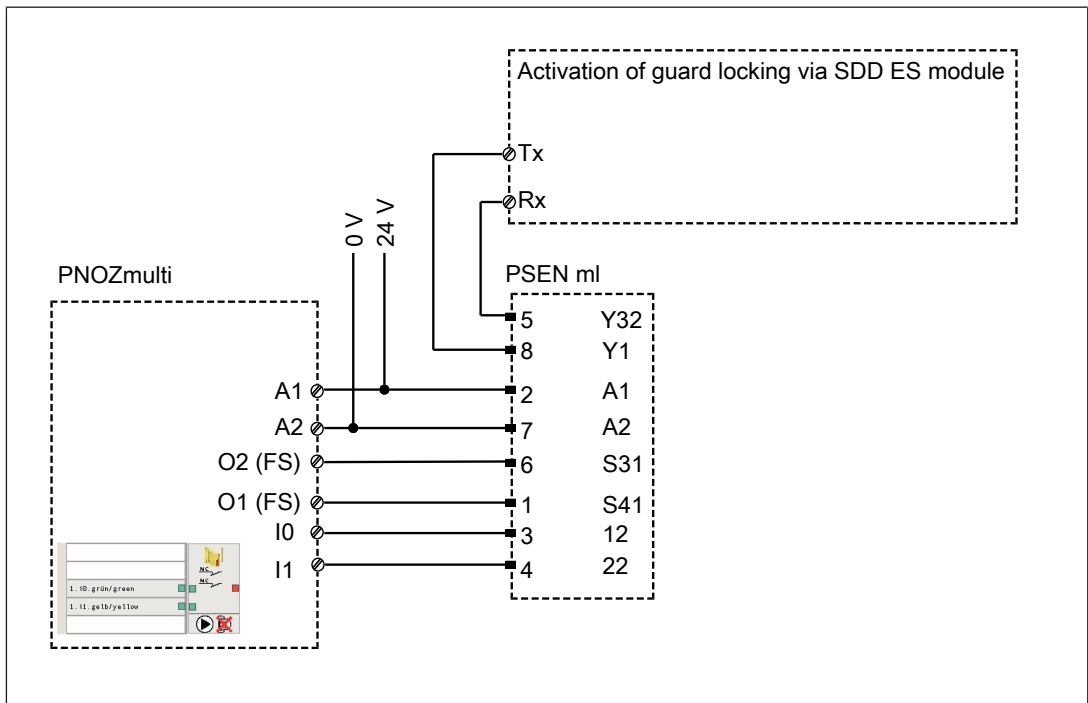 Activation of guard locking via SDD ES module
Tx
Rx
0 V
24 V
PNOZmulti
PSEN ml
5 Y32
8 Y1
A1 2 A1
A2 7 A2
O2 (FS) 6 S31
O1 (FS) 1 S41
I0 3 12
I1 4 22
NC
NC
1.i0.grün/green
1.i1.gelb/yellow